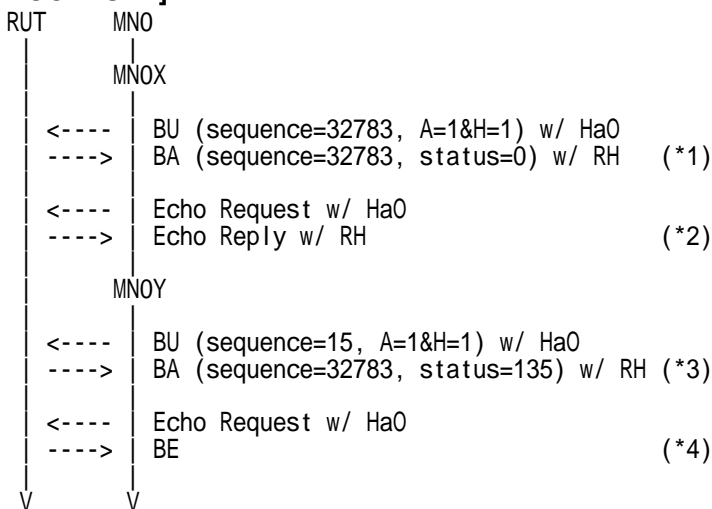 RUT MN0
MN0X
<---- BU (sequence=32783, A=1&H=1) w/ HaO
----> BA (sequence=32783, status=0) w/ RH (*1)
<---- Echo Request w/ HaO
----> Echo Reply w/ RH (*2)
MN0Y
<---- BU (sequence=15, A=1&H=1) w/ HaO
----> BA (sequence=32783, status=135) w/ RH (*3)
<---- Echo Request w/ HaO
----> BE (*4)
V V